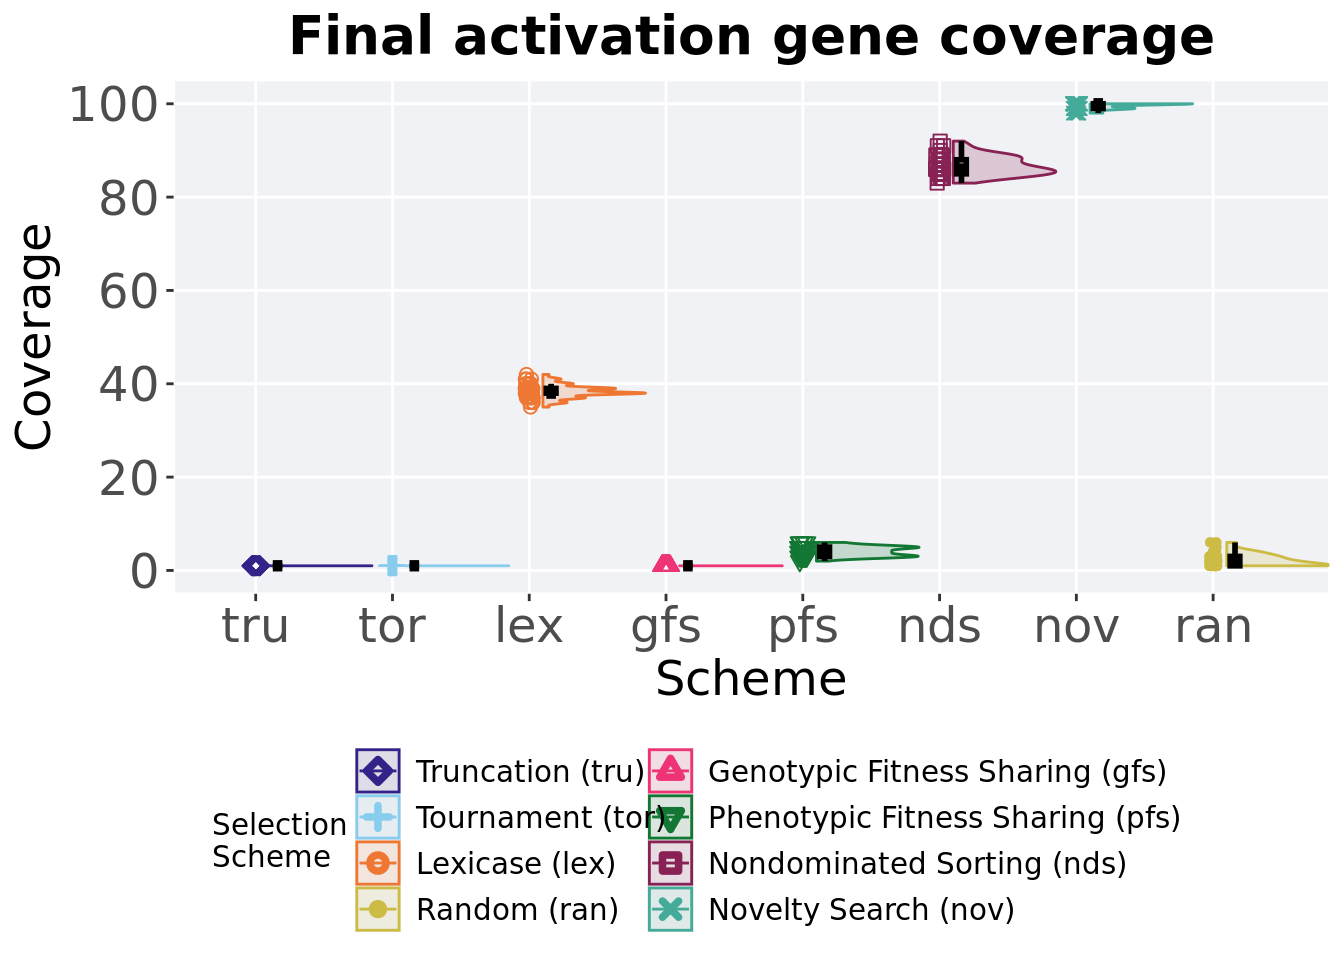 Final activation gene coverage
Coverage
100
80
60
40
20
0
tru tor lex gfs pfs nds nov ran
Scheme
Selection
Scheme
Truncation (tru)
Tournament (tor)
Lexicase (lex)
Random (ran)
Genotypic Fitness Sharing (gfs)
Phenotypic Fitness Sharing (pfs)
Nondominated Sorting (nds)
Novelty Search (nov)